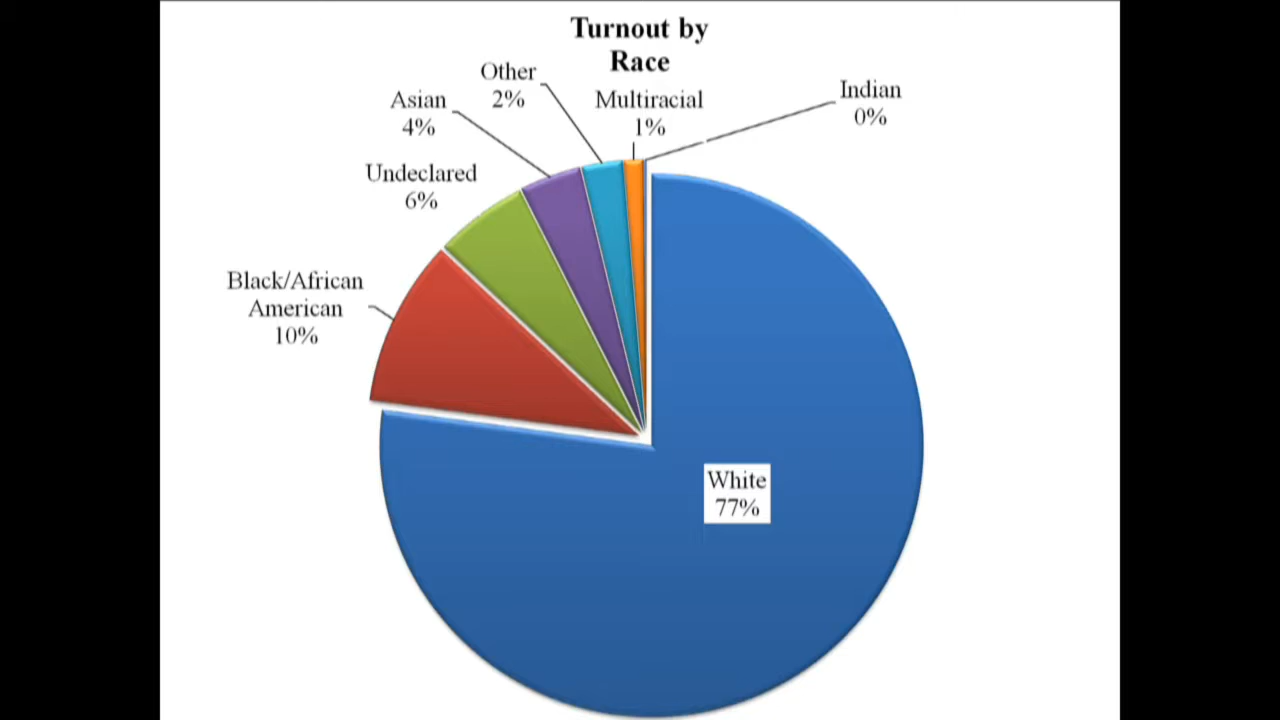 Turnout by
Race
Other
2%
Asian
4%
Multiracial
1%
Indian
0%
Undeclared
6%
Black/African
American
10%
White
77%